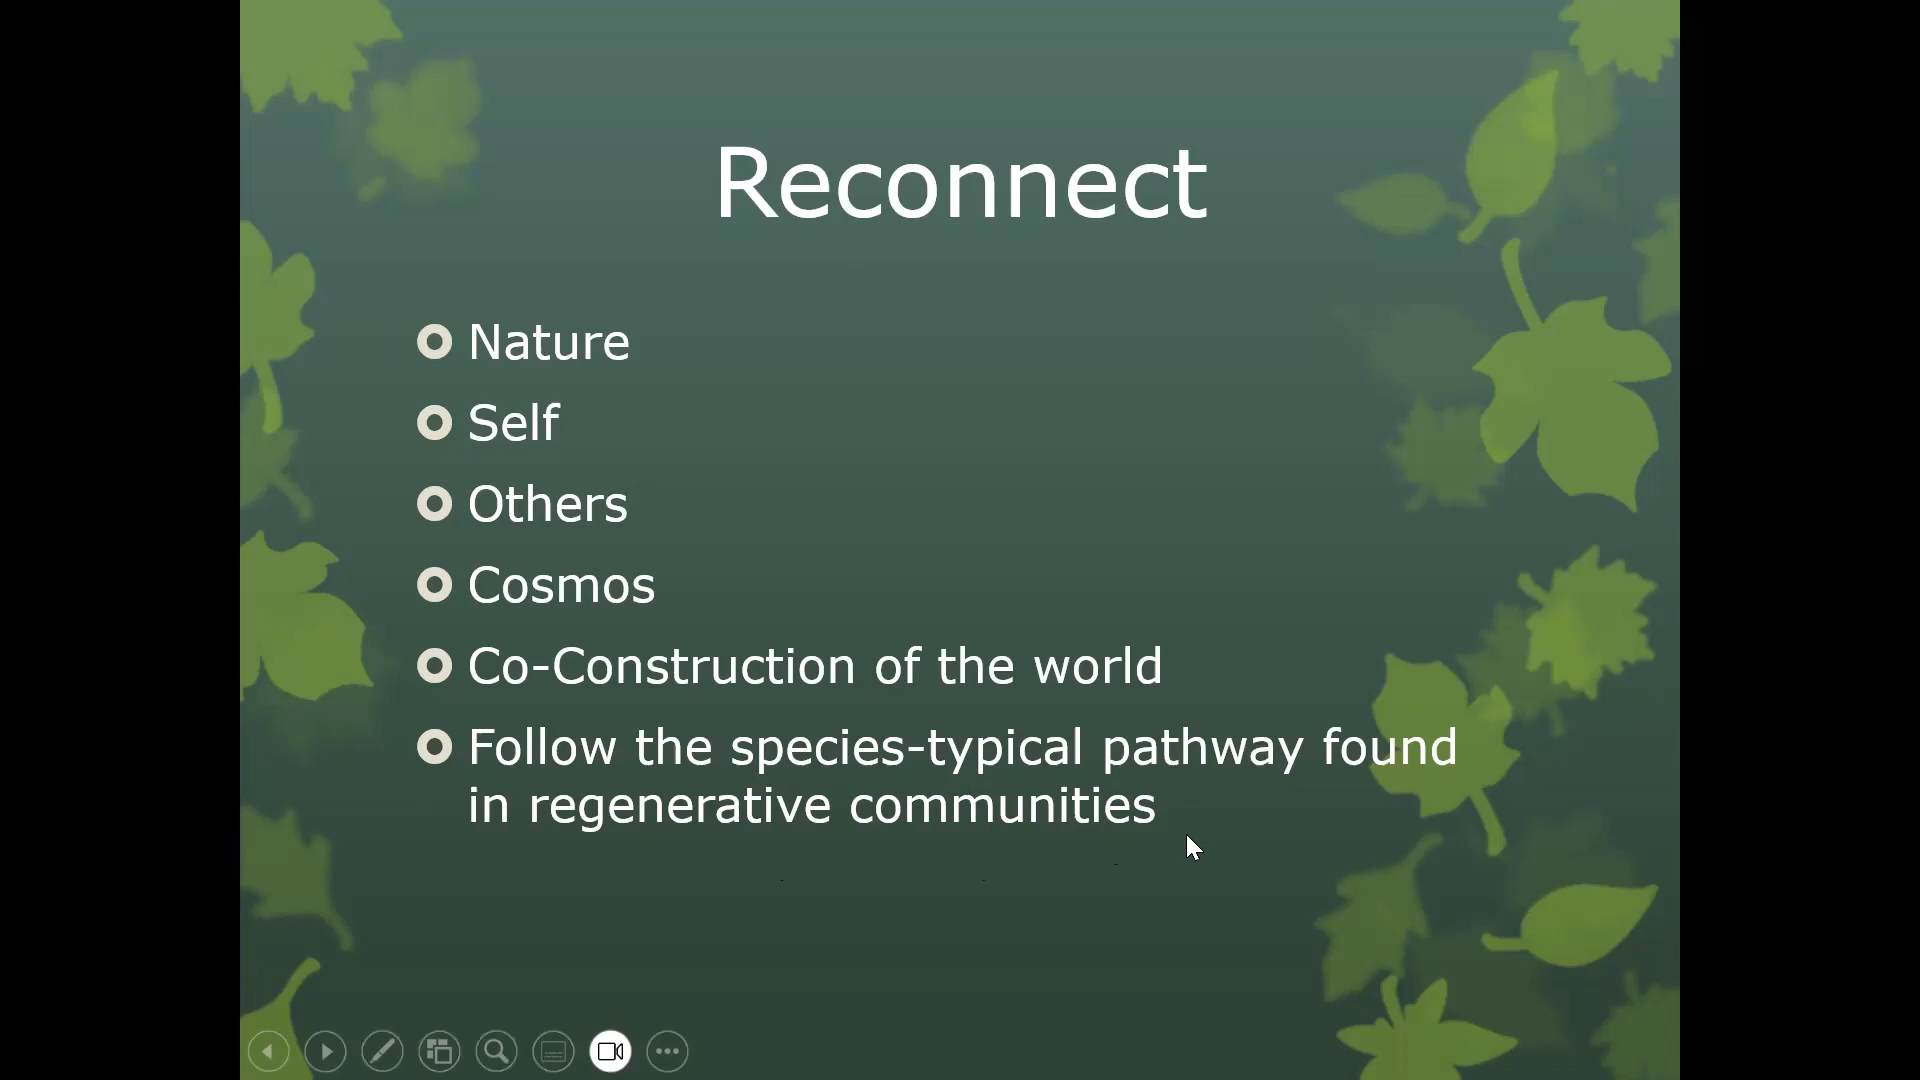 Reconnect
Nature
Self
Others
Cosmos
Co-Construction of the world
Follow the species-typical pathway found
in regenerative communities